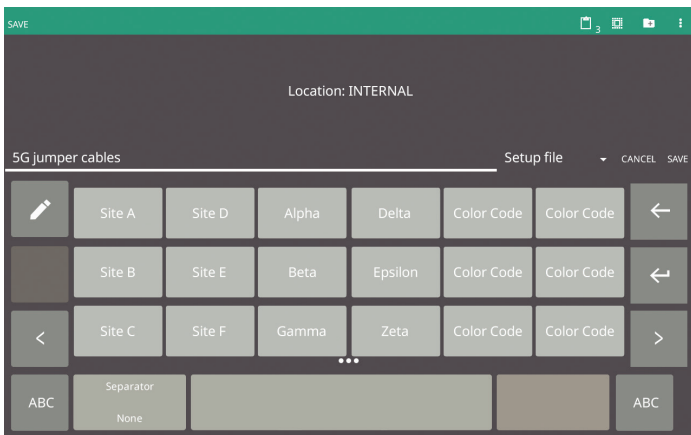 SAVE
3
Location: INTERNAL
5G jumper cables Setup file CANCEL SAVE
Site A Site D Alpha Delta Color Code Color Code
Site B Site E Beta Epsilon Color Code Color Code
Site C Site F Gamma Zeta Color Code Color Code
ABC Separator ABC
None